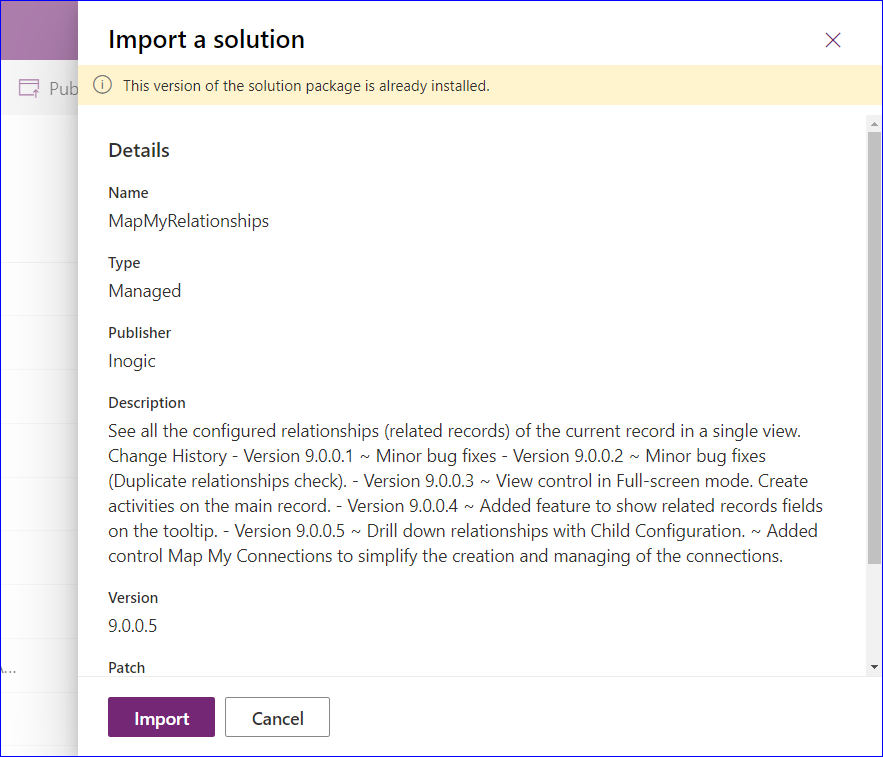 Import a solution
Pub
This version of the solution package is already installed.
Details
Name
MapMyRelationships
Type
Managed
Publisher
Inogic
Description
See all the configured relationships (related records) of the current record in a single view.
Change History - Version 9.0.0.1 ~ Minor bug fixes - Version 9.0.0.2 ~ Minor bug fixes
(Duplicate relationships check). - Version 9.0.0.3 ~ View control in Full-screen mode. Create
activities on the main record. - Version 9.0.0.4 ~ Added feature to show related records fields
on the tooltip. - Version 9.0.0.5 ~ Drill down relationships with Child Configuration. ~ Added
control Map My Connections to simplify the creation and managing of the connections.
Version
9.0.0.5
Patch
Import
Cancel